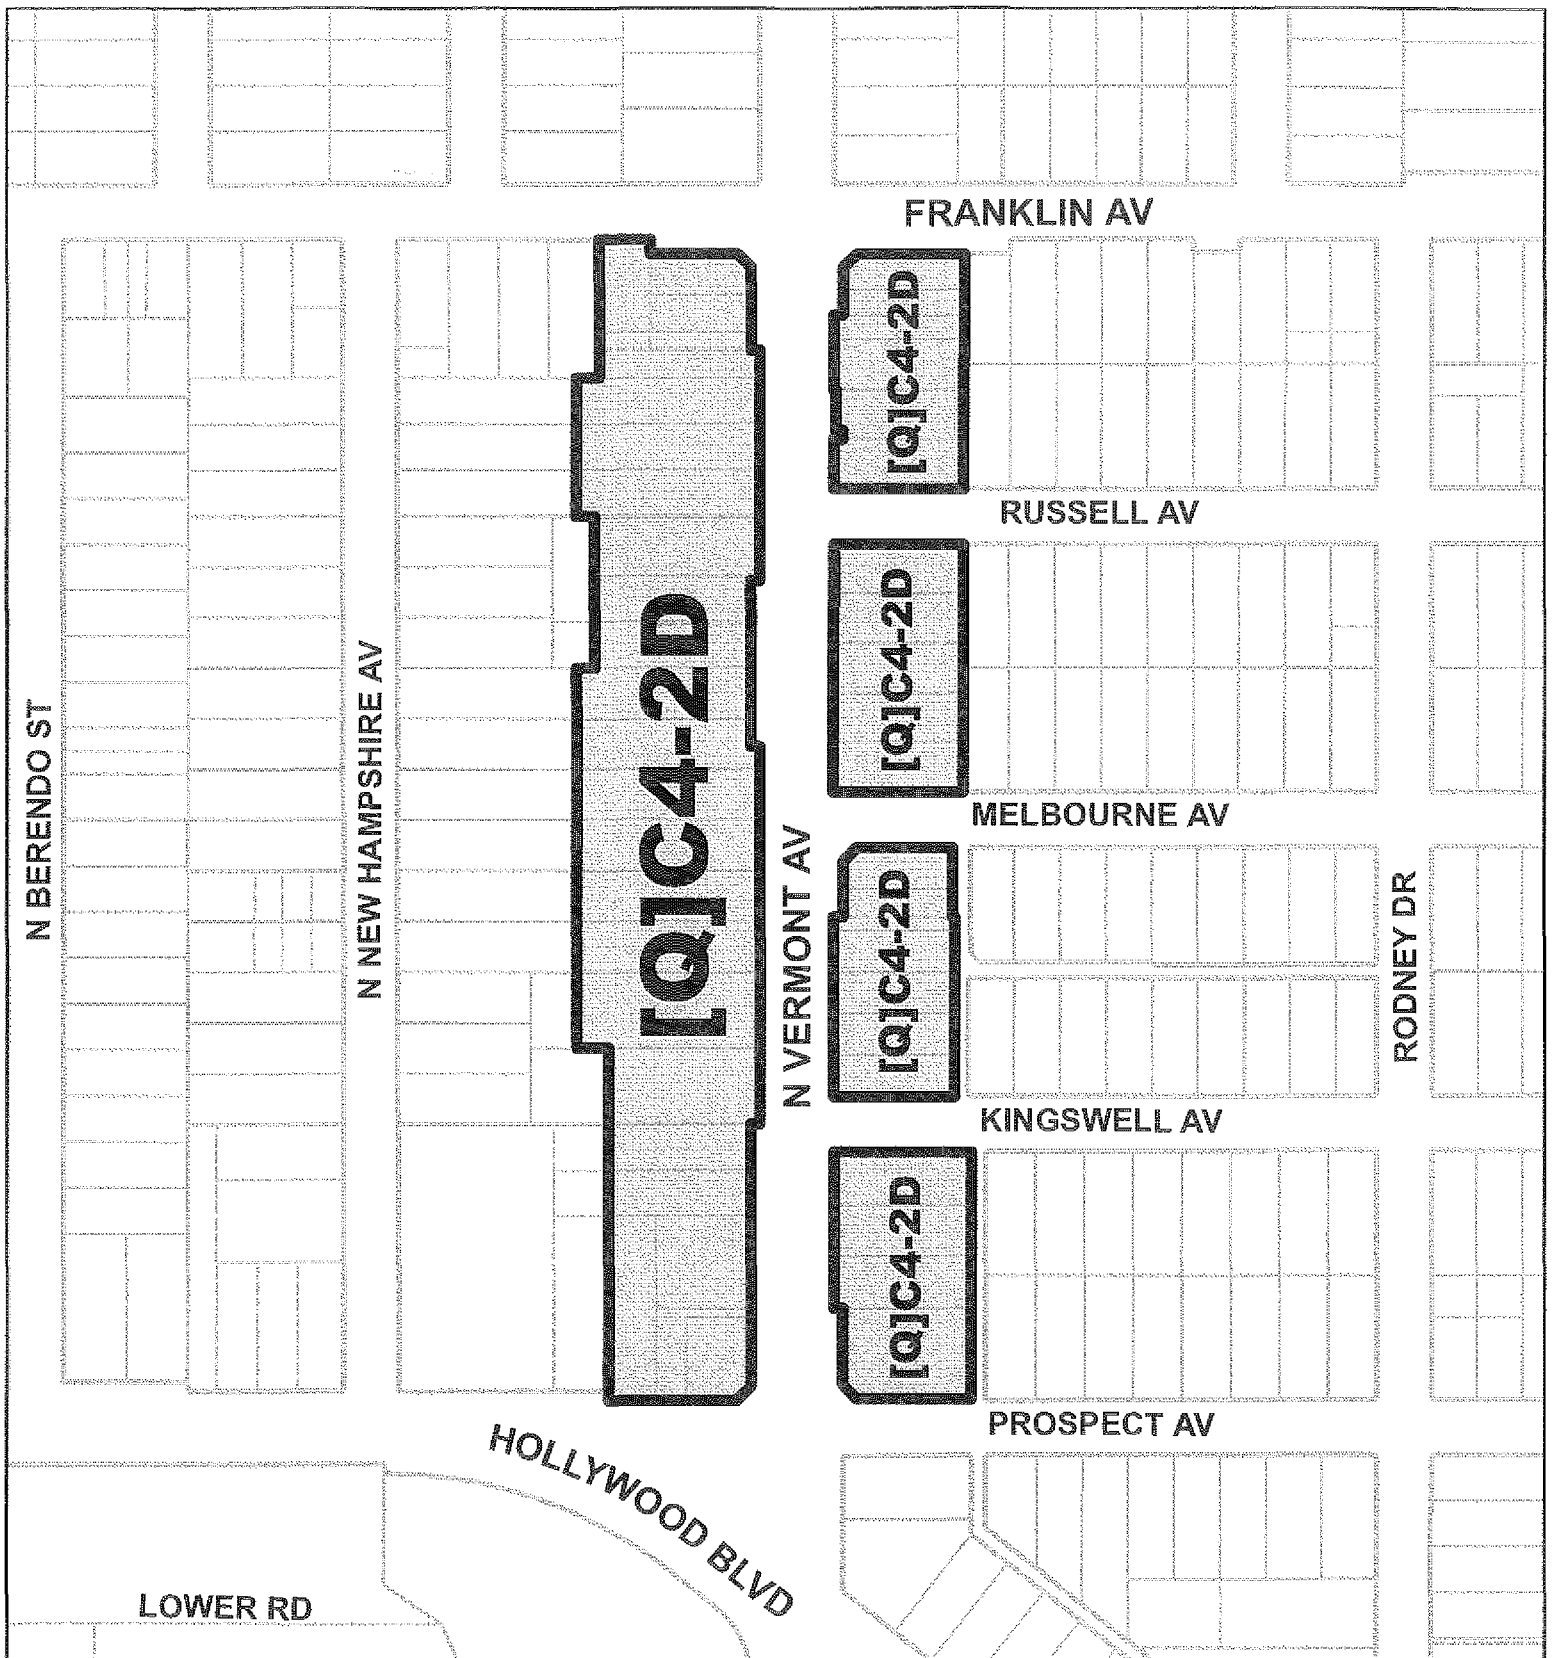 FRANKLIN AV
[Q]C4-2D
RUSSELL AV
[Q]C4-2D
[Q]C4-2D
N NEW HAMPSHIRE AV
N BERENDO ST
MELBOURNE AV
N VERMONT AV
[Q]C4-2D
RODNEY DR
KINGSWELL AV
[Q]C4-2D
PROSPECT AV
HOLLYWOOD BLVD
LOWER RD